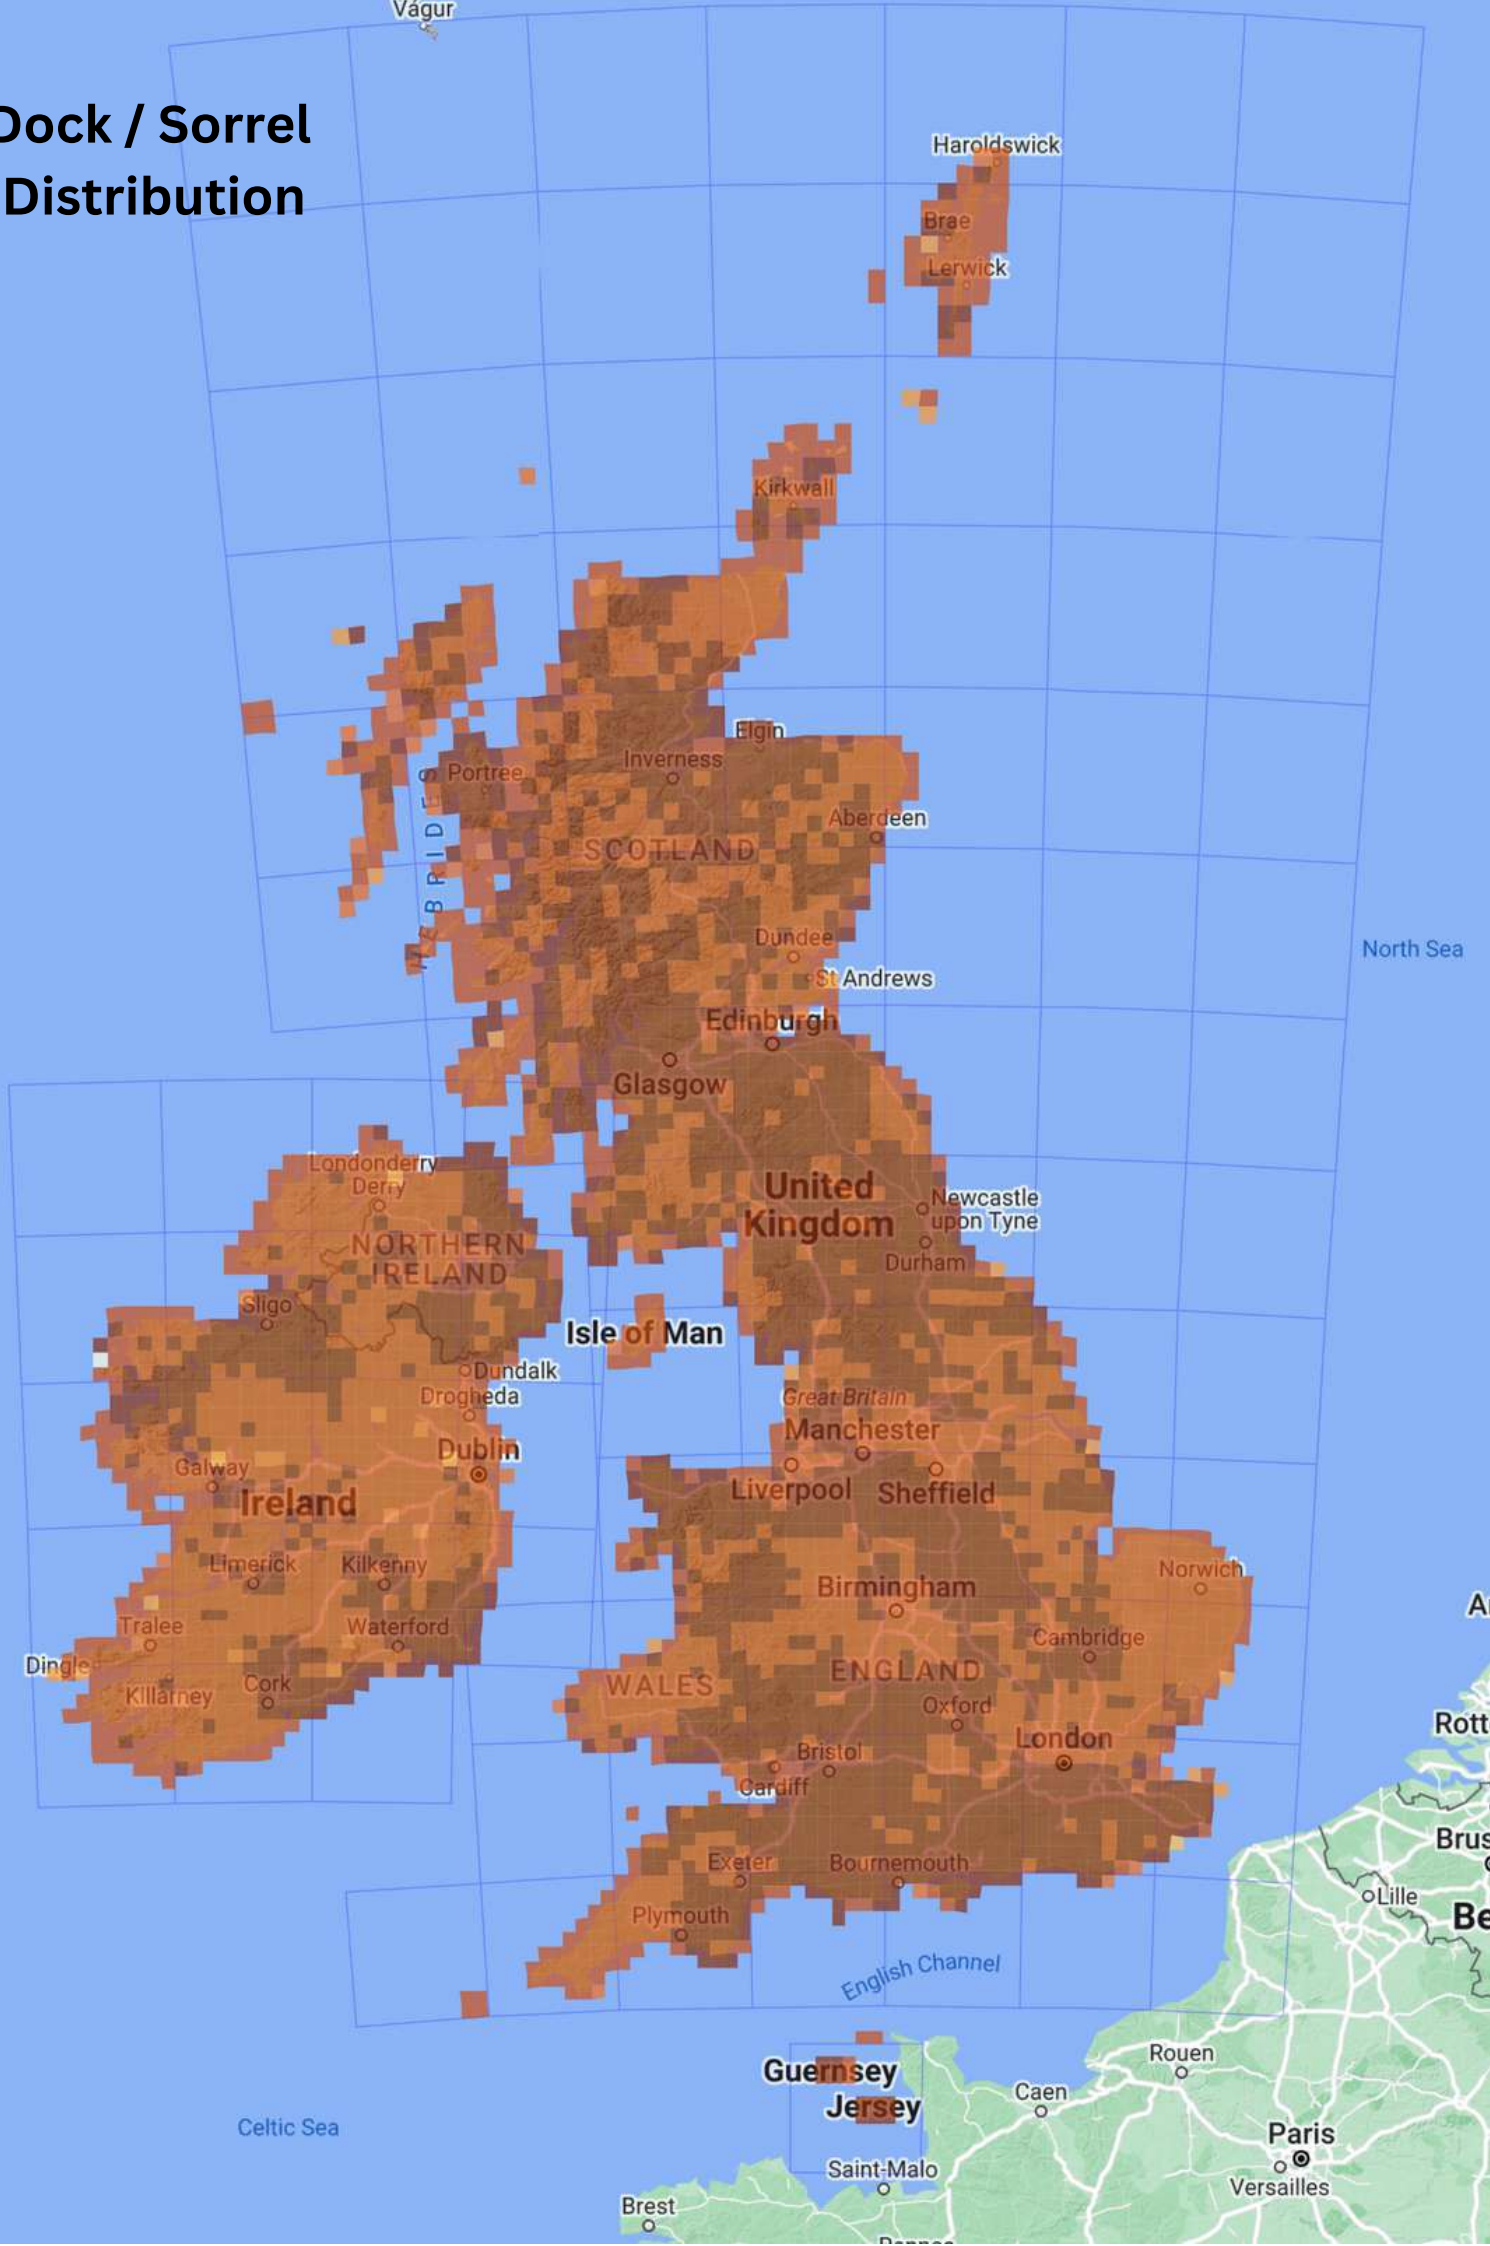 Vágur
Dock / Sorrel
Distribution
Haroldswick
Brae
Lerwick
Kirkwall
Elgin
Inverness
Portree
HEBRIDES
SCOTLAND
Aberdeen
Dundee
St Andrews
North Sea
Edinburgh
Glasgow
Londonderry
Derry
United
Kingdom
Newcastle
upon Tyne
NORTHERN
IRELAND
Durham
Sligo
Isle of Man
Dundalk
Drogheda
Great Britain
Manchester
Dublin
Galway
Liverpool
Sheffield
Ireland
Limerick
Kilkenny
Norwich
Birmingham
Tralee
Waterford
Cambridge
Dingle
WALES
ENGLAND
Killarney
Cork
Oxford
London
Rott
Bristol
Cardiff
Brus
Exeter
Bournemouth
Lille
Be
Plymouth
English Channel
Guernsey
Rouen
Jersey
Caen
Celtic Sea
Paris
Saint-Malo
Versailles
Brest